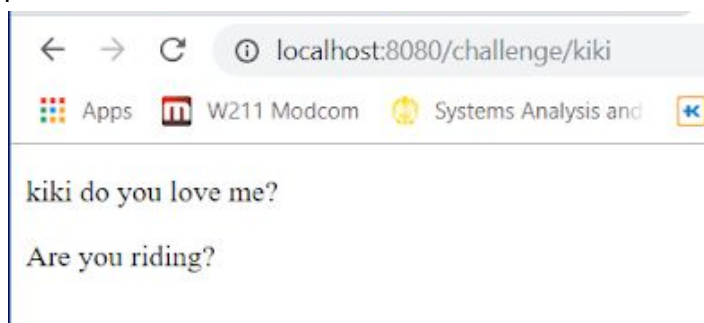 localhost:8080/challenge/kiki
Apps W211 Modcom Systems Analysis and
kiki do you love me?
Are you riding?